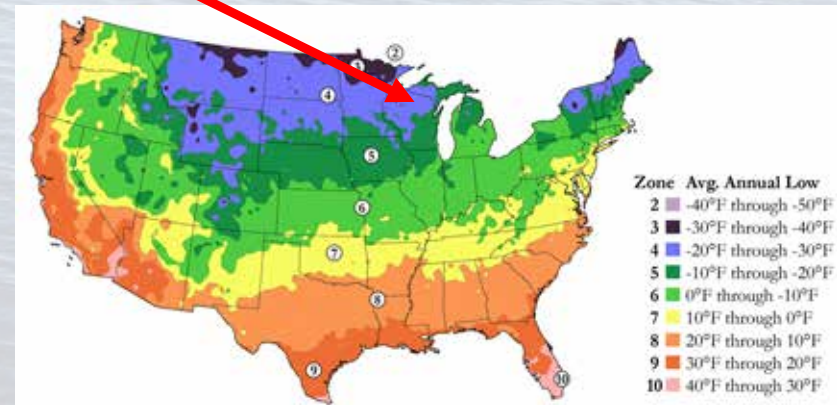 2
3
4
5
6
7
8
9
10
Zone Avg. Annual Low
2 -40°F through -50°F
3 -30°F through -40°F
4 -20°F through -30°F
5 -10°F through -20°F
6 0°F through -10°F
7 10°F through 0°F
8 20°F through 10°F
9 30°F through 20°F
10 40°F through 30°F